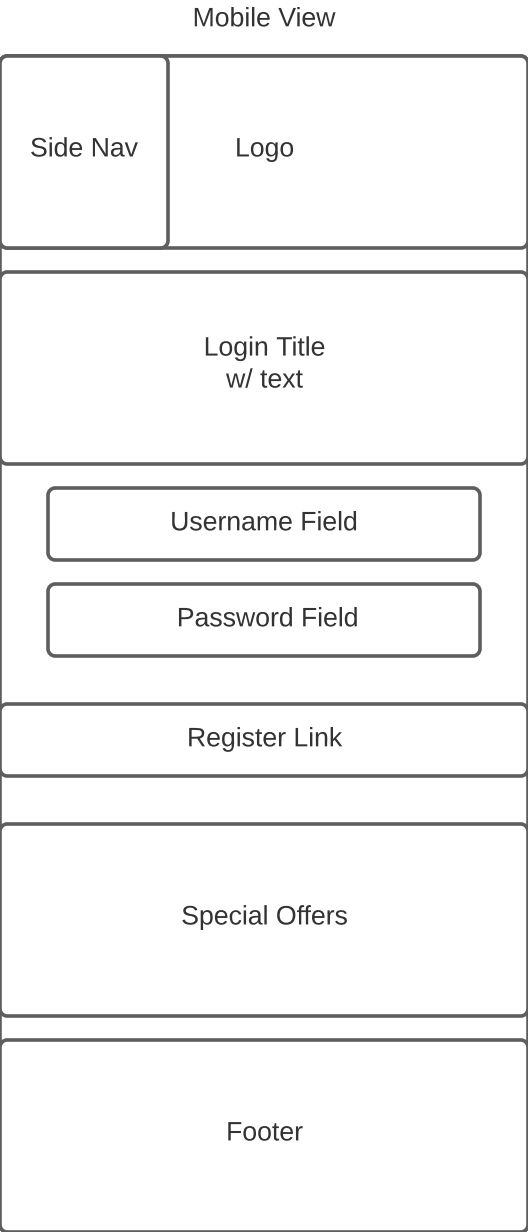 Mobile View
Side Nav
Logo
Login Title
w/ text
Username Field
Password Field
Register Link
Special Offers
Footer